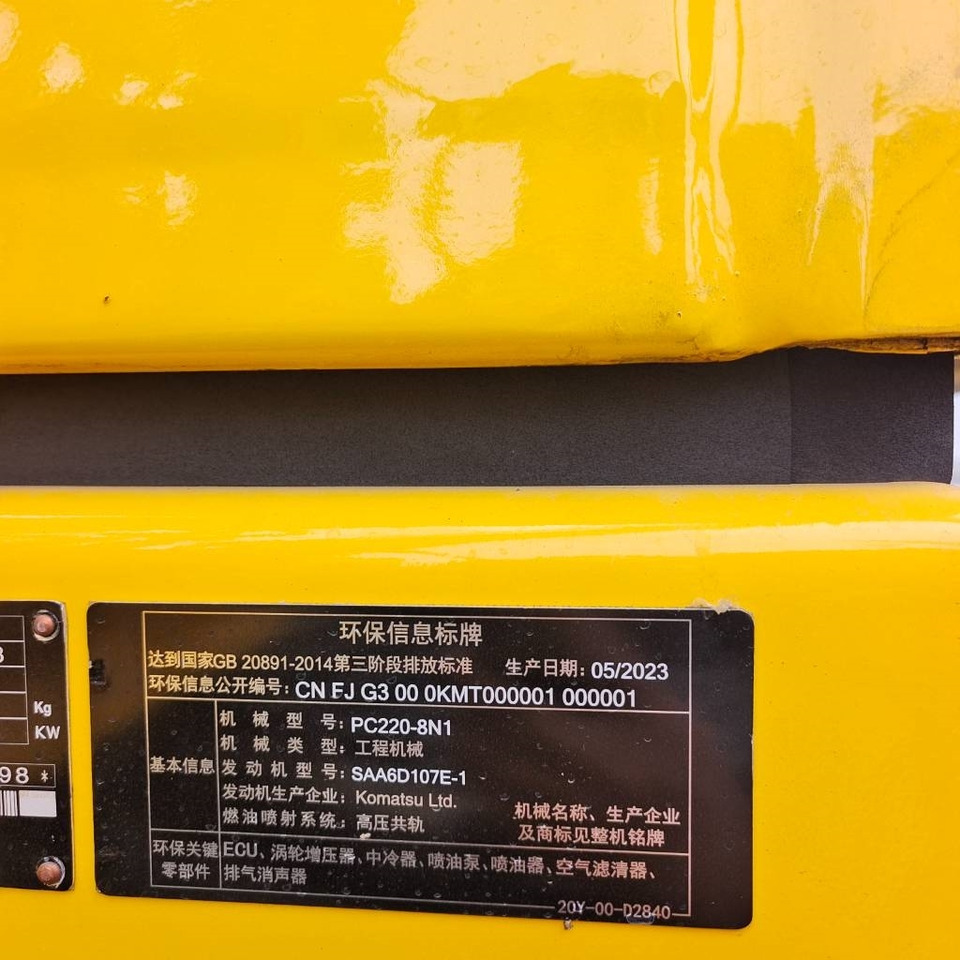 环保信息标牌
达到国家GB 20891-2014第三阶段排放标准 生产日期: 05/2023
环保信息公开编号: CN FJ G3 00 0KMT000001 000001
基本信息
机械型号: PC220-8N1
机械类型: 工程机械
发动机型号: SAA6D107E-1
发动机生产企业: Komatsu Ltd.
燃油喷射系统: 高压共轨
机械名称、生产企业
及商标见整机铭牌
环保关键
零部件
ECU、涡轮增压器、中冷器、喷油泵、喷油器、空气滤清器、
排气消声器
20Y-00-D2840
Kg
KW
98 *